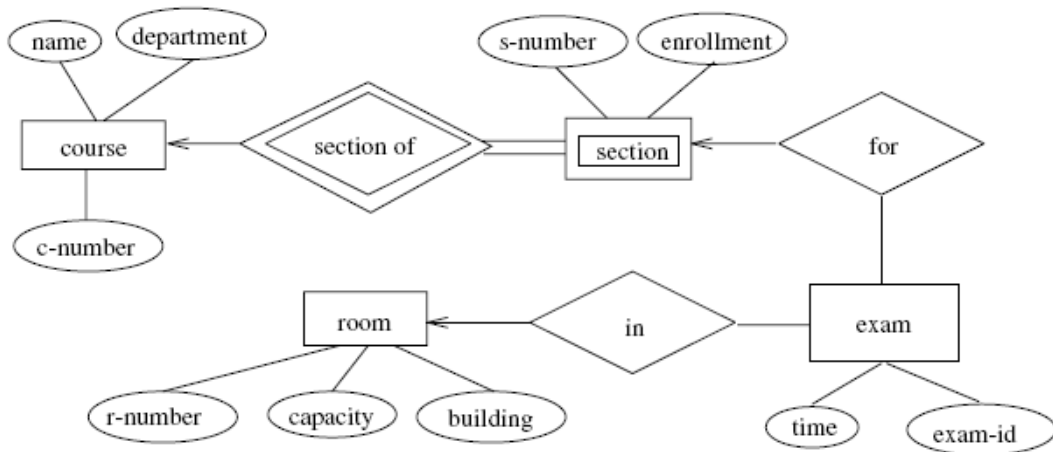 name
department
s-number
enrollment
course
section of
section
for
c-number
room
in
exam
r-number
capacity
building
time
exam-id